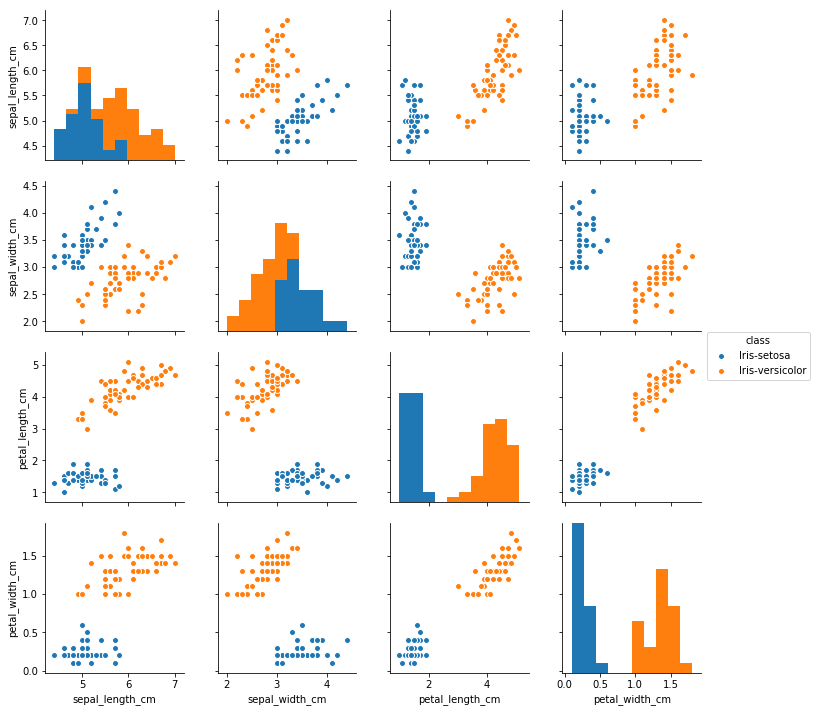 sepal_length_cm
7.0
6.5
6.0
5.5
5.0
4.5
sepal_width_cm
4.5
4.0
3.5
3.0
2.5
2.0
class
Iris-setosa
Iris-versicolor
petal_length_cm
5
4
3
2
1
petal_width_cm
1.5
1.0
0.5
0.0
5 6 7
2 3 4
2 4
0.0 0.5 1.0 1.5
sepal_length_cm
sepal_width_cm
petal_length_cm
petal_width_cm